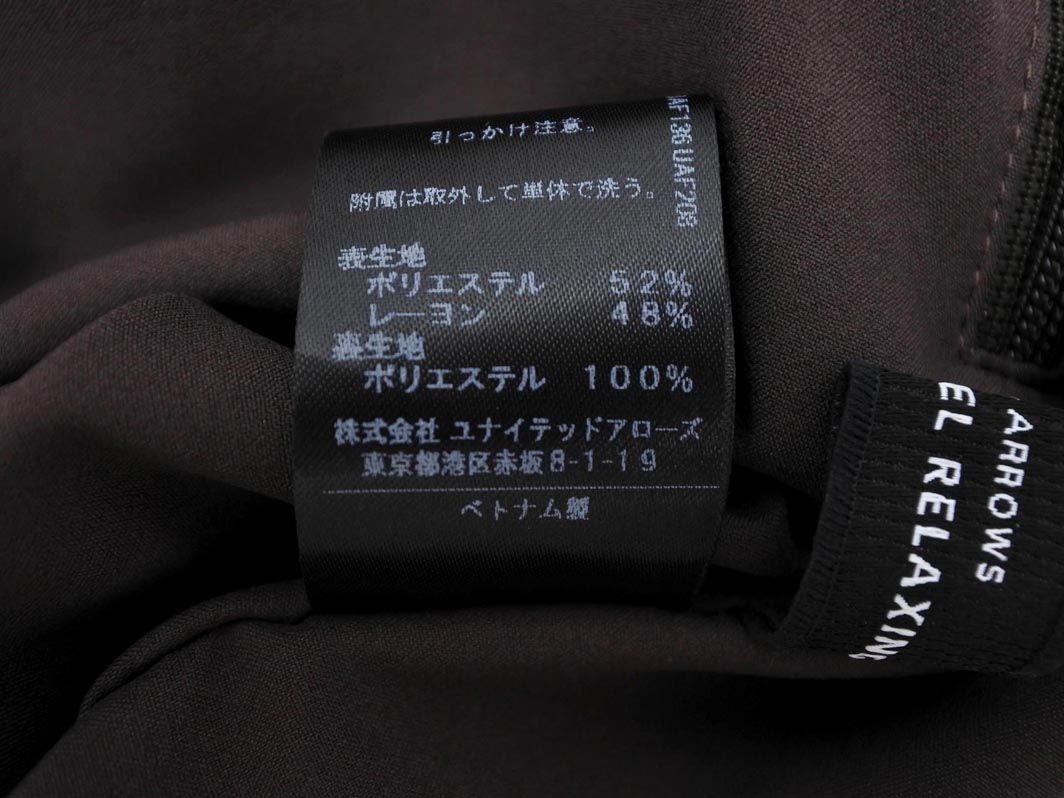 引っかけ注意。
附属は取外して単体で洗う。
表生地
ポリエステル 52%
レーヨン 48%
裏生地
ポリエステル 100%
株式会社 ユナイテッドアローズ
東京都港区赤坂8-1-19
ベトナム製
UAF136 UAF208
ARROWS
EL RELAXING